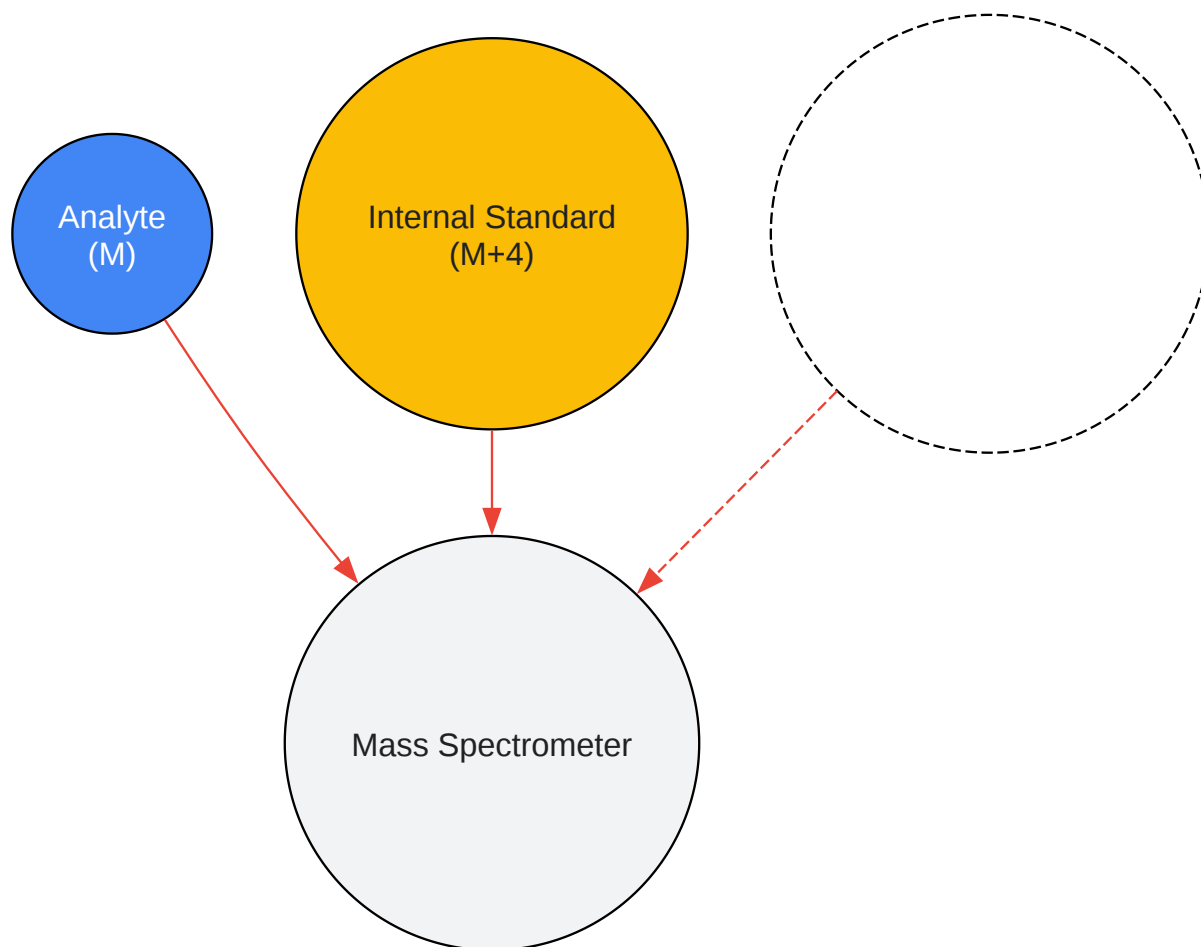 Analyte
(M)
Internal Standard
(M+4)
Mass Spectrometer